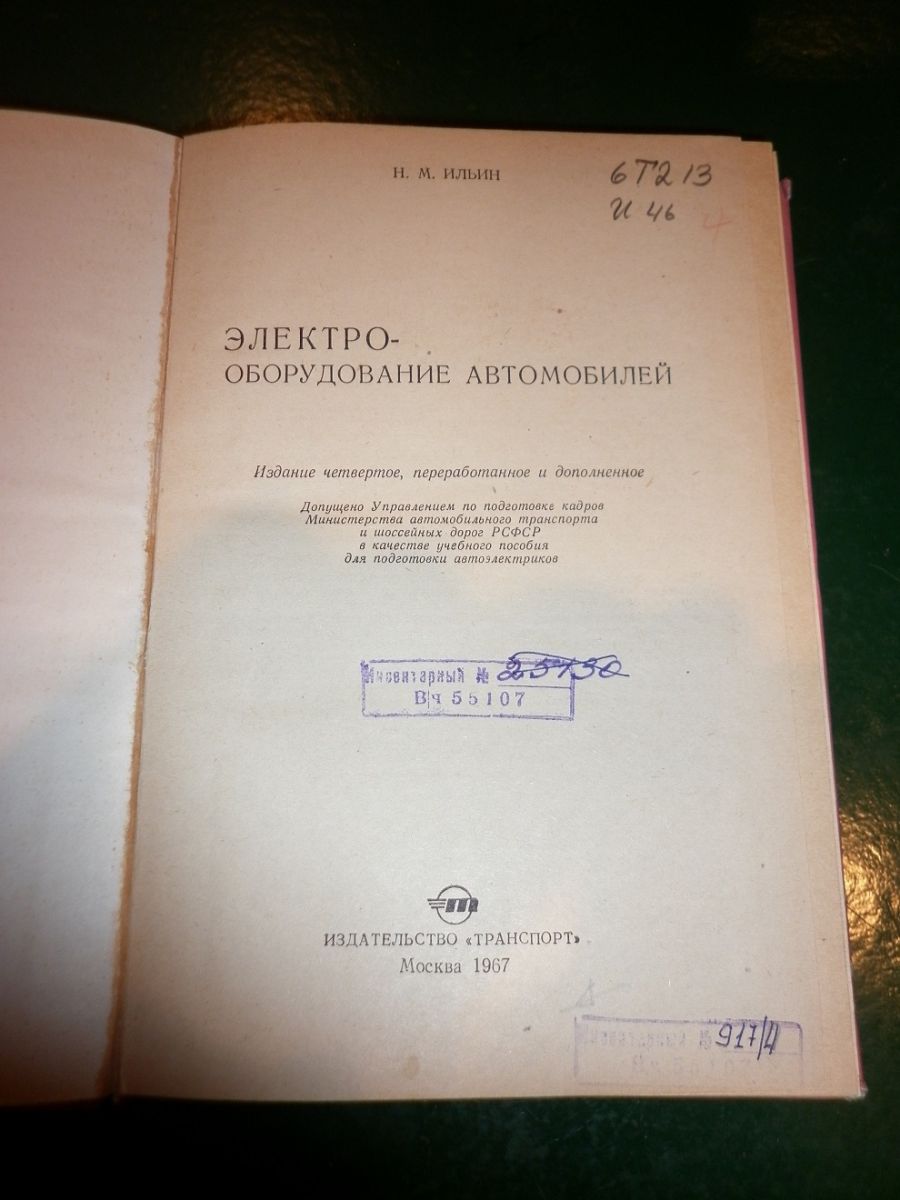 Н. М. ИЛЬИН
6Т2 13
И 46
4
ЭЛЕКТРО-
ОБОРУДОВАНИЕ АВТОМОБИЛЕЙ
Издание четвертое, переработанное и дополненное
Допущено Управлением по подготовке кадров
Министерства автомобильного транспорта
и шоссейных дорог РСФСР
в качестве учебного пособия
для подготовки автоэлектриков
Инвентарный № 25130
Вч 55107
m
ИЗДАТЕЛЬСТВО «ТРАНСПОРТ»
Москва 1967
917/4